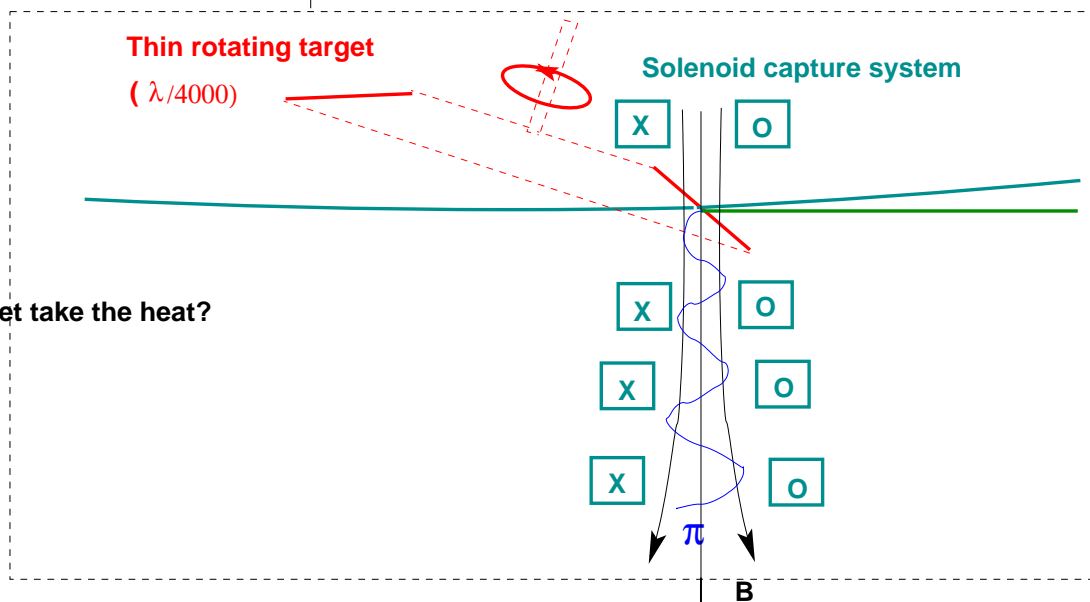 Thin rotating target
( λ/4000)
Solenoid capture system
X O
et take the heat?
X O
X O
X O
π
B